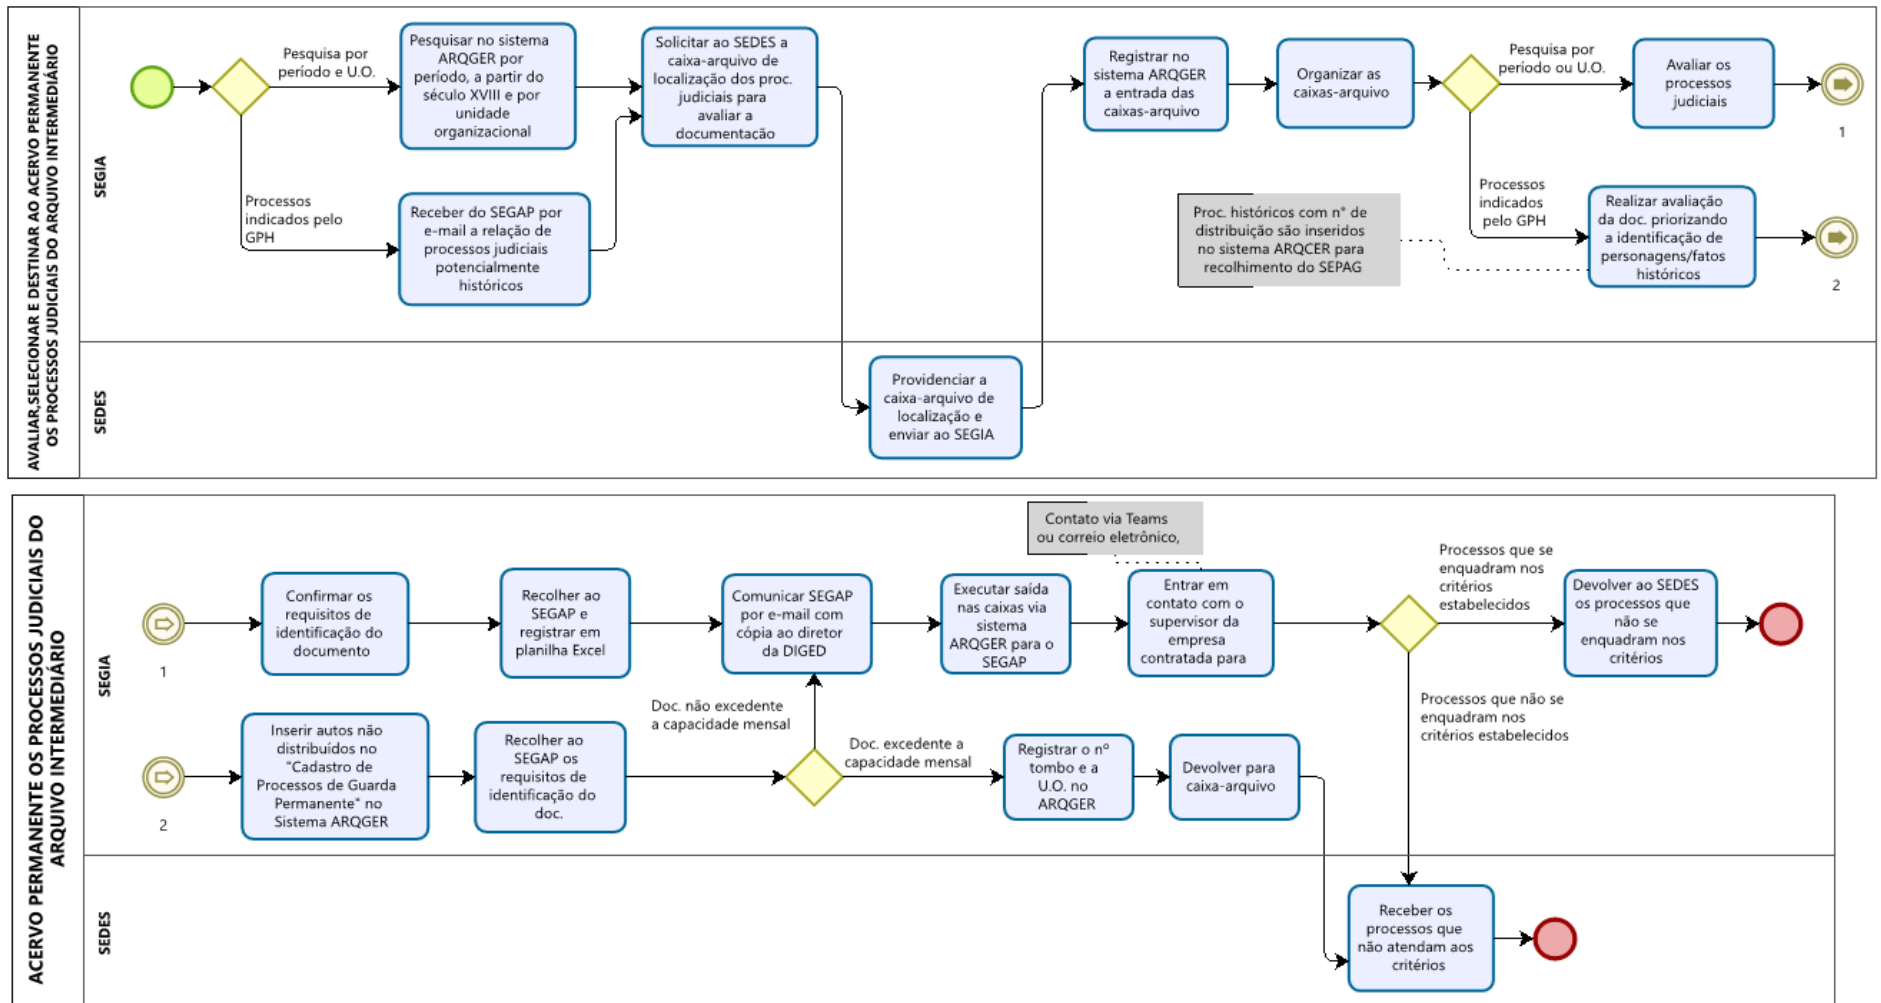 AVALIAR,SELECIONAR E DESTINAR AO ACERVO PERMANENTE
OS PROCESSOS JUDICIAIS DO ARQUIVO INTERMEDIÁRIO
SEGIA
Pesquisa por
período e U.O.
Processos
indicados pelo
GPH
Pesquisar no sistema
ARQGER por
período, a partir do
século XVIII e por
unidade
organizacional
Receber do SEGAP por
e-mail a relação de
processos judiciais
potencialmente
históricos
Solicitar ao SEDES a
caixa-arquivo de
localização dos proc.
judiciais para
avaliar a
documentação
Registrar no
sistema ARQGER
a entrada das
caixas-arquivo
Organizar as
caixas-arquivo
Pesquisa por
período ou U.O.
Avaliar os
processos
judiciais
1
Proc. históricos com n° de
distribuição são inseridos
no sistema ARQCER para
recolhimento do SEPAG
Processos
indicados
pelo GPH
Realizar avaliação
da doc. priorizando
a identificação de
personagens/fatos
históricos
2
SEDES
Providenciar a
caixa-arquivo de
localização e
enviar ao SEGIA
ACERVO PERMANENTE OS PROCESSOS JUDICIAIS DO
ARQUIVO INTERMEDIÁRIO
SEGIA
1
Confirmar os
requisitos de
identificação do
documento
Recolher ao
SEGAP e
registrar em
planilha Excel
Comunicar SEGAP
por e-mail com
cópia ao diretor
da DIGED
Executar saída
nas caixas via
sistema
ARQGER para o
SEGAP
Contato via Teams
ou correio eletrônico,
Entrar em
contato com o
supervisor da
empresa
contratada para
Processos que se
enquadram nos
critérios
estabelecidos
Devolver ao SEDES
os processos que
não se
enquadram nos
critérios
Processos que não se
enquadram nos
critérios estabelecidos
2
Inserir autos não
distribuídos no
"Cadastro de
Processos de Guarda
Permanente" no
Sistema ARQGER
Recolher ao
SEGAP os
requisitos de
identificação do
doc.
Doc. não excedente
a capacidade mensal
Doc. excedente a
capacidade mensal
Registrar o nº
tombo e a
U.O. no
ARQGER
Devolver para
caixa-arquivo
SEDES
Receber os
processos que
não atendam aos
critérios